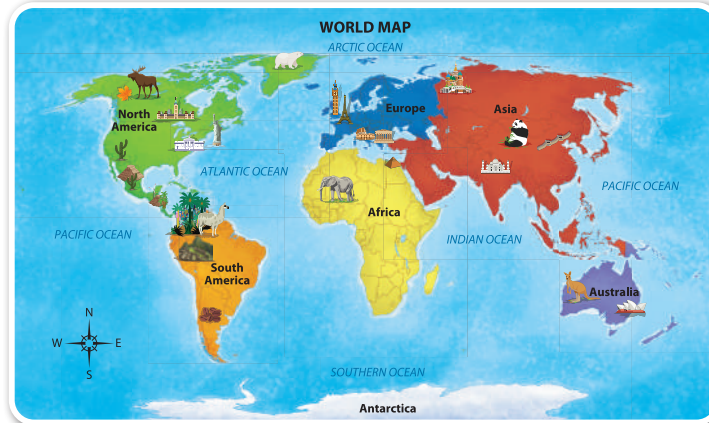 WORLD MAP
ARCTIC OCEAN
Europe
Asia
North
America
ATLANTIC OCEAN
PACIFIC OCEAN
Africa
PACIFIC OCEAN
INDIAN OCEAN
South
America
Australia
N
W
E
S
SOUTHERN OCEAN
Antarctica